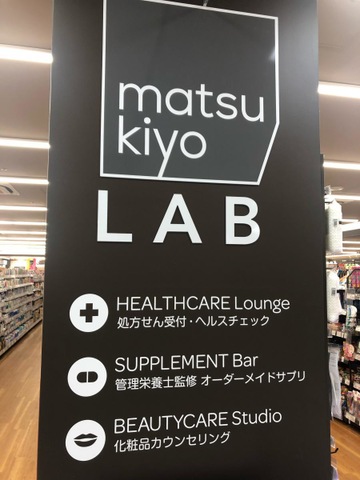 matsu
kiyo
LAB
HEALTHCARE Lounge
処方せん受付・ヘルスチェック
SUPPLEMENT Bar
管理栄養士監修 オーダーメイドサプリ
BEAUTYCARE Studio
化粧品カウンセリング